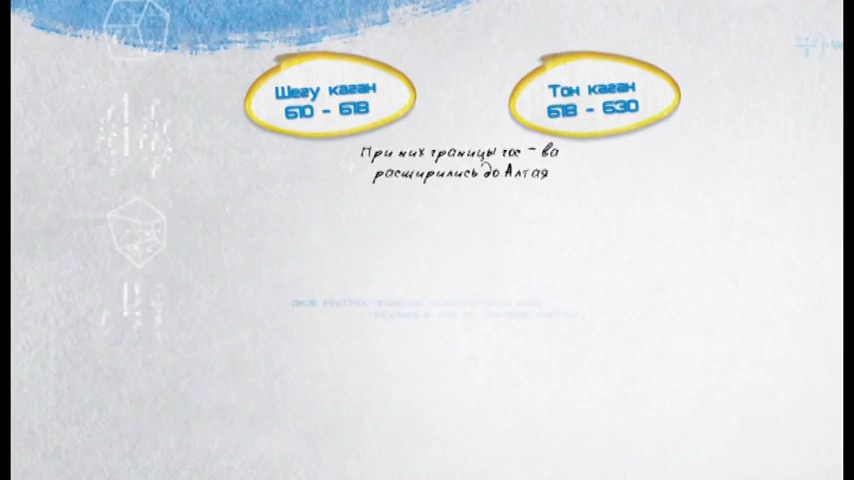 Шегу каган
610 - 618
Тон каган
618 - 630
При них границы гос - ва
расширились до Алтая